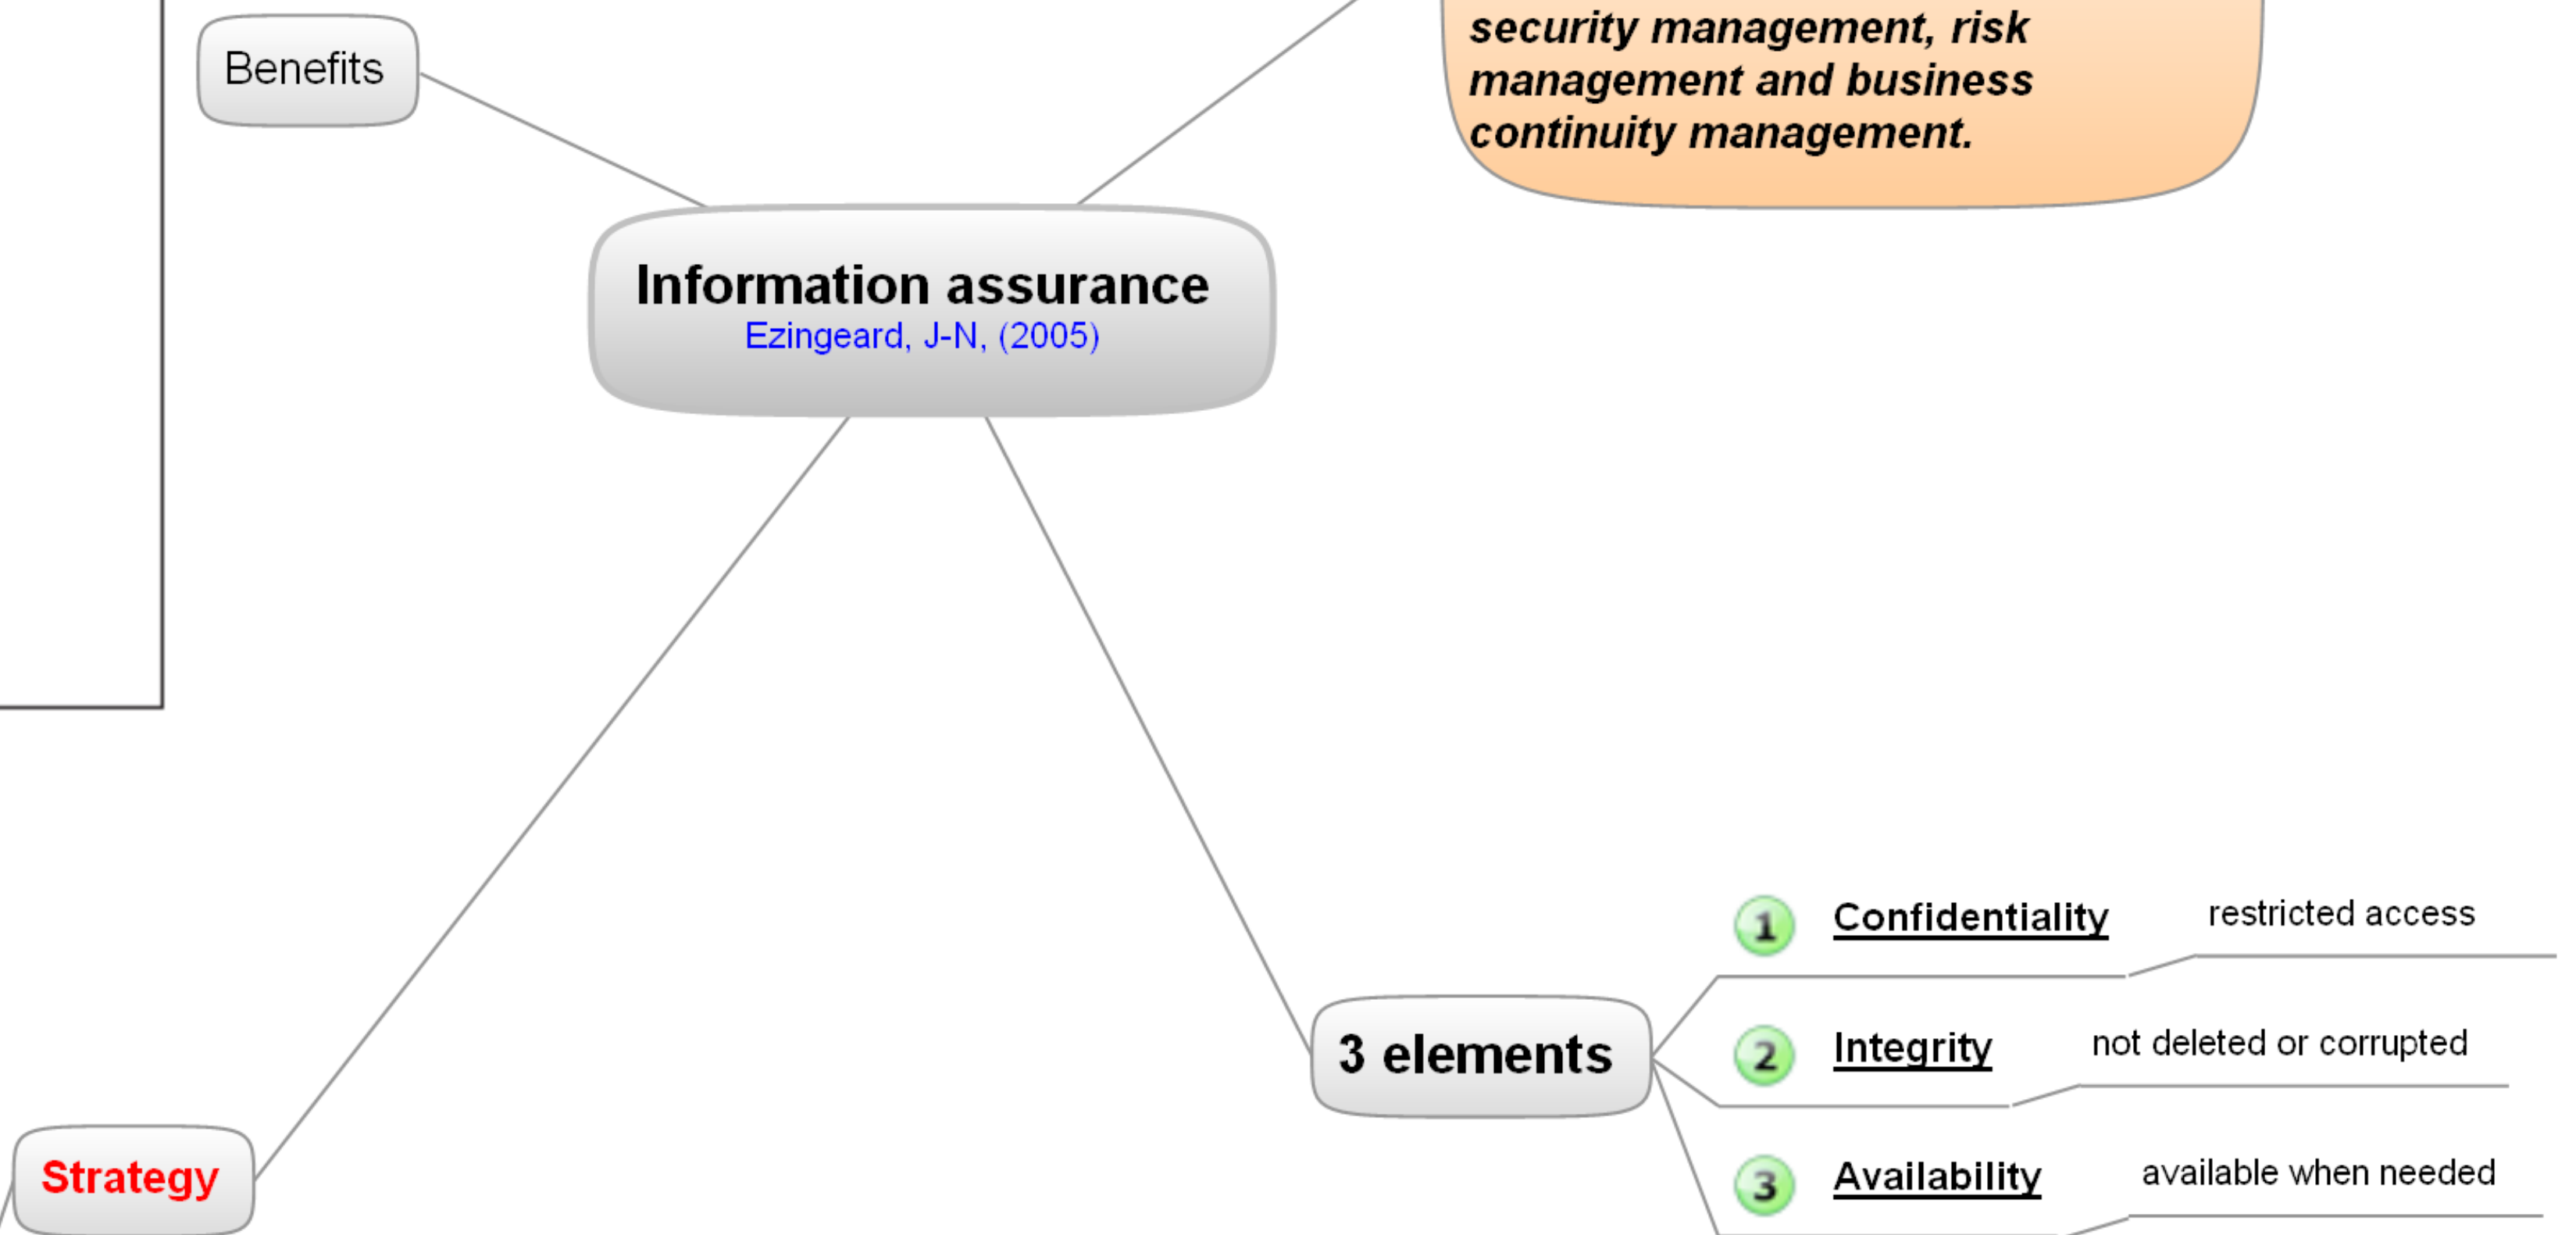 security management, risk
management and business
continuity management.
Benefits
Information assurance
Ezingeard, J-N, (2005)
1 Confidentiality restricted access
3 elements
2 Integrity not deleted or corrupted
3 Availability available when needed
Strategy